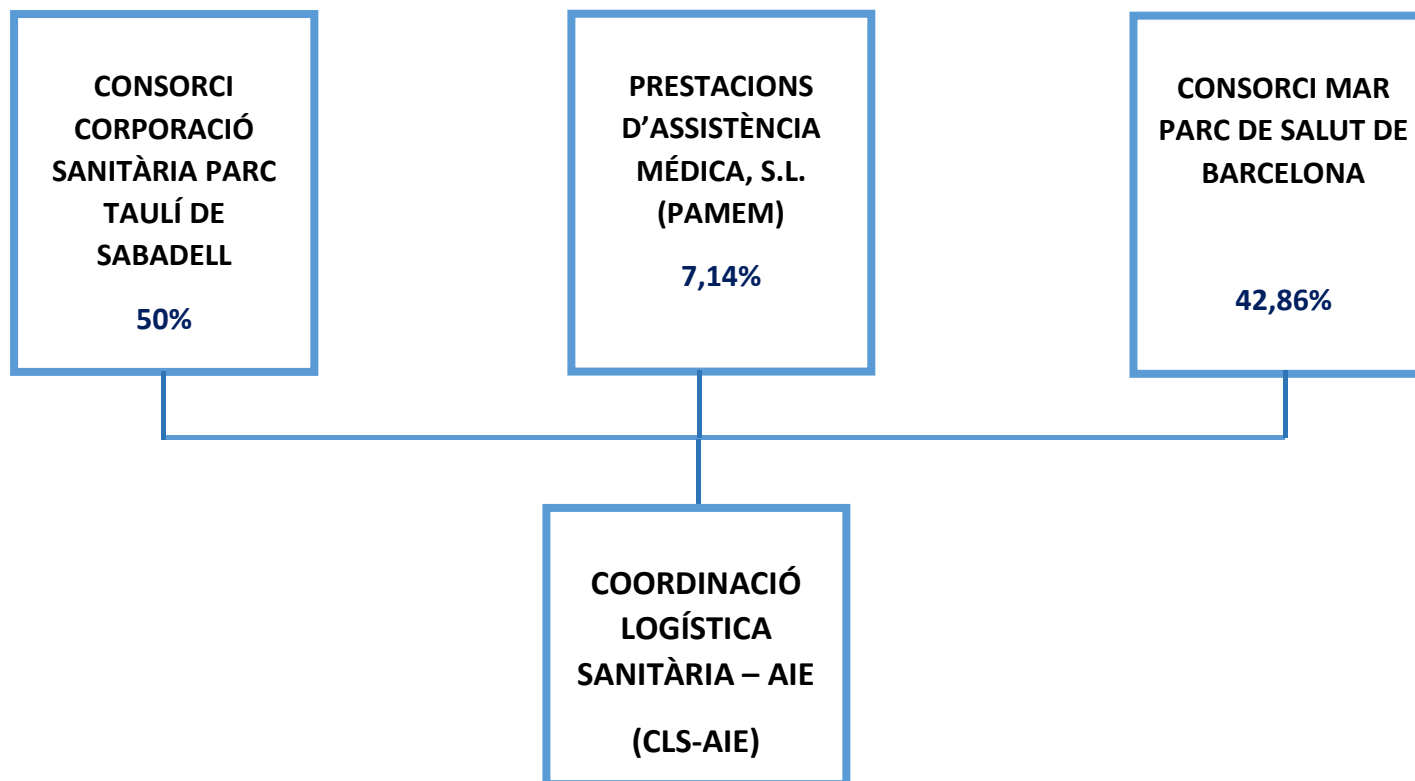 CONSORCI
CORPORACIÓ
SANITÀRIA PARC
TAULÍ DE
SABADELL
50%
PRESTACIONS
D’ASSISTÈNCIA
MÉDICA, S.L.
(PAMEM)
7,14%
CONSORCI MAR
PARC DE SALUT DE
BARCELONA
42,86%
COORDINACIÓ
LOGÍSTICA
SANITÀRIA – AIE
(CLS-AIE)